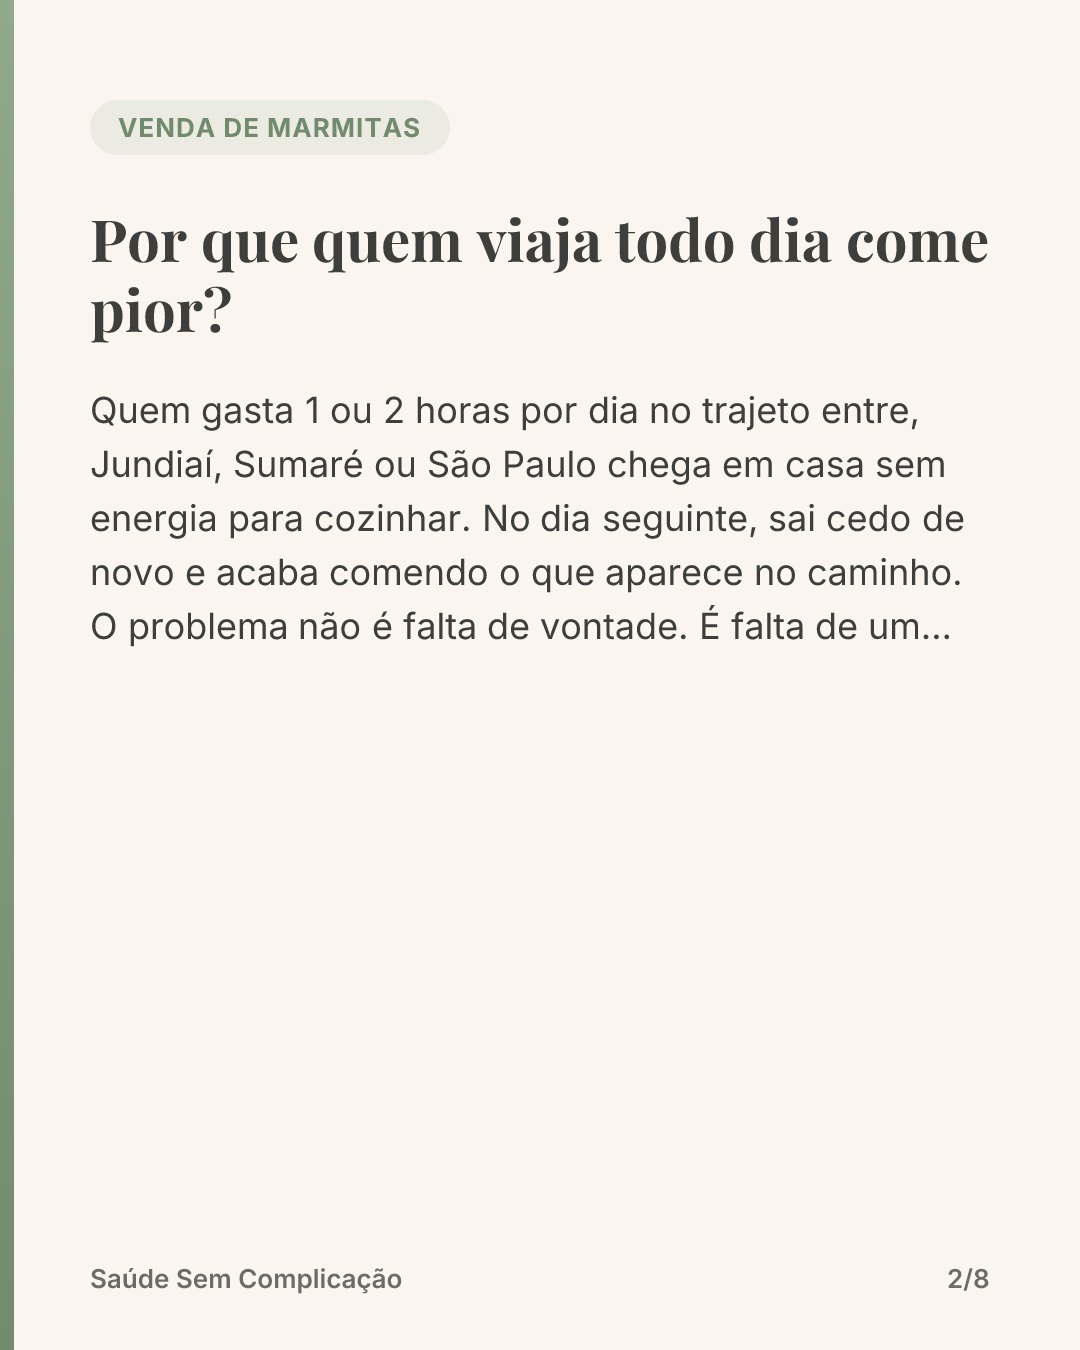 VENDA DE MARMITAS
Por que quem viaja todo dia come
pior?
Quem gasta 1 ou 2 horas por dia no trajeto entre,
Jundiaí, Sumaré ou São Paulo chega em casa sem
energia para cozinhar. No dia seguinte, sai cedo de
novo e acaba comendo o que aparece no caminho.
O problema não é falta de vontade. É falta de um...
Saúde Sem Complicação
2/8